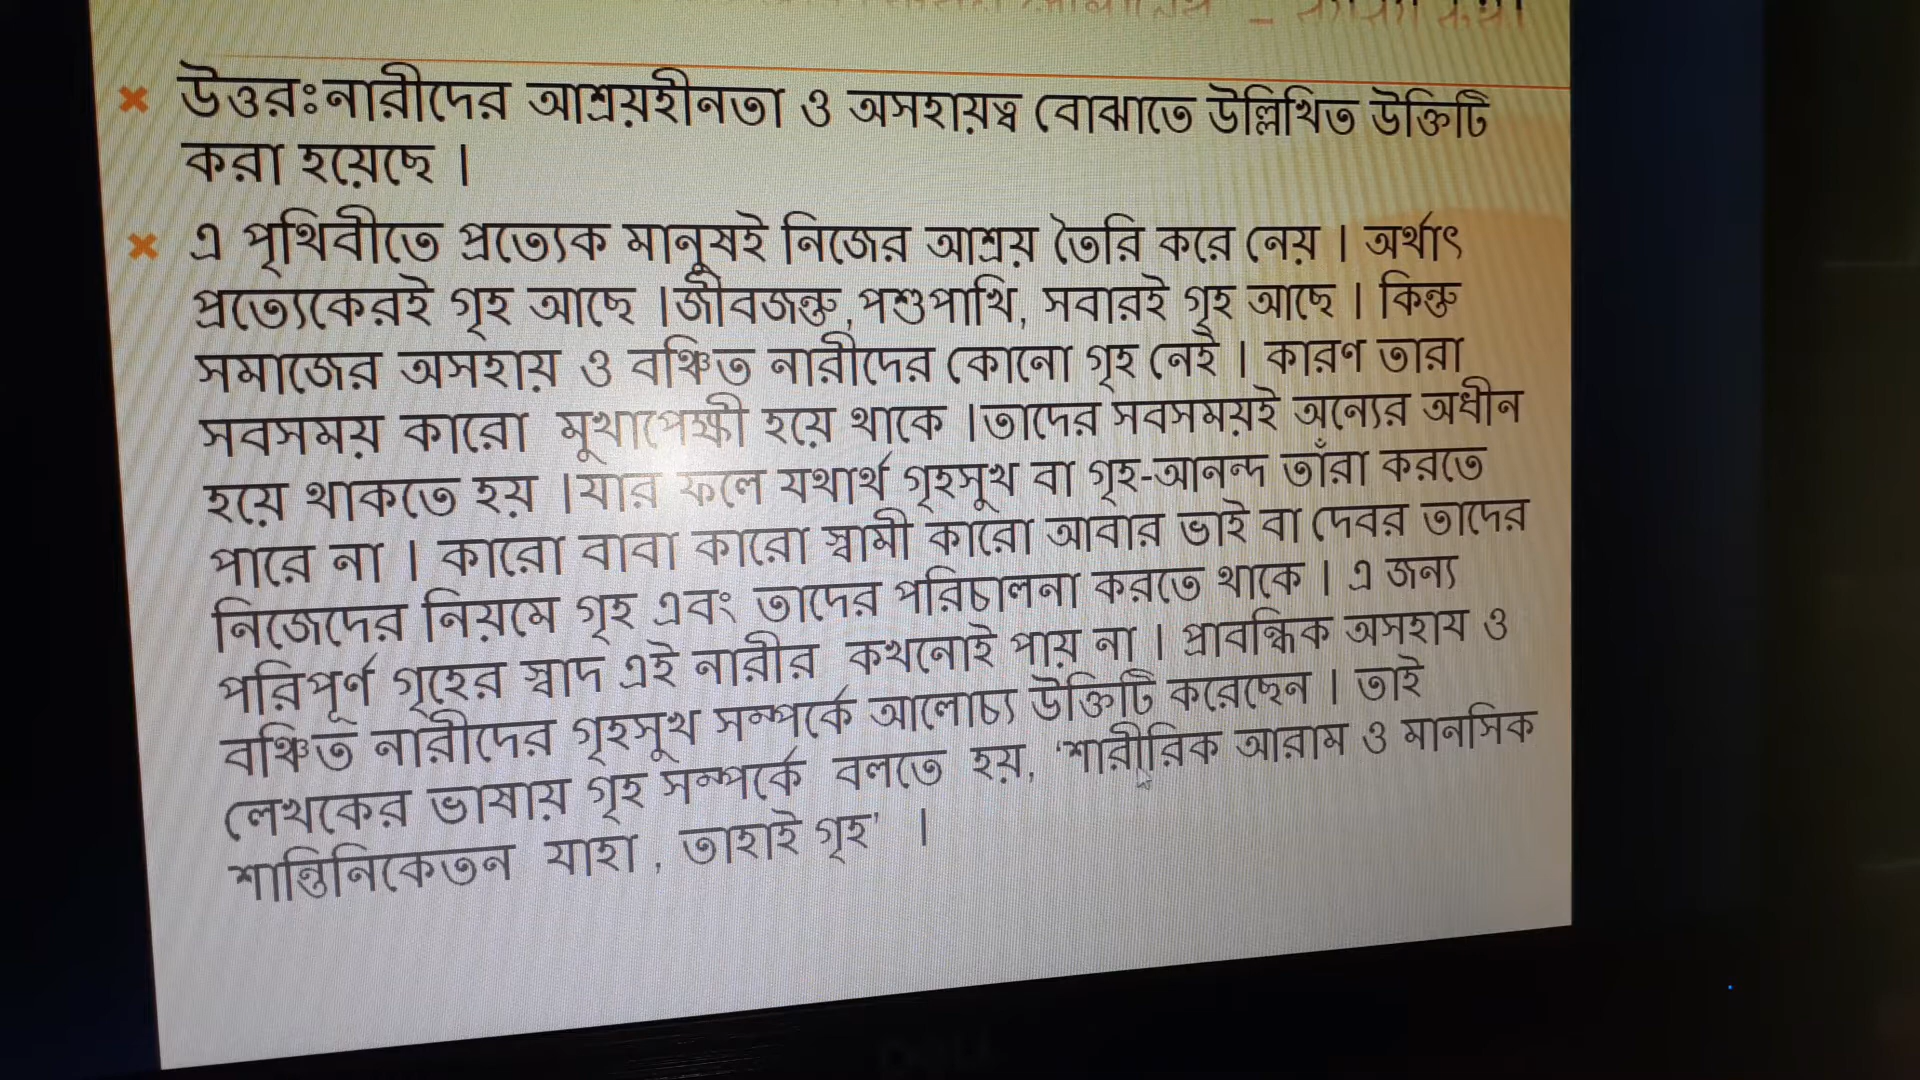 উত্তরঃনারীদের আশ্রয়হীনতা ও অসহায়ত্ব বোঝাতে উল্লিখিত উক্তিটি
করা হয়েছে ।
এ পৃথিবীতে প্রত্যেক মানুষই নিজের আশ্রয় তৈরি করে নেয় । অর্থাৎ
প্রত্যেকেরই গৃহ আছে ।জীবজন্তু ,পশুপাখি, সবারই গৃহ আছে । কিন্তু
সমাজের অসহায় ও বঞ্চিত নারীদের কোনো গৃহ নেই । কারণ তারা
সবসময় কারো মূখাপেক্ষী হয়ে থাকে ।তাদের সবসময়ই অন্যের অধীন
হয়ে থাকতে হয় ।যার ফলে যথার্থ গৃহসূখ বা গৃহ-আনন্দ তাঁরা করতে
পারে না । কারো বাবা কারো স্বামী কারো আবার ভাই বা দেবর তাদের
নিজেদের নিয়মে গৃহ এবং তাদের পরিচালনা করতে থাকে । এ জন্য
পরিপূর্ণ গৃহের স্বাদ এই নারীর কখনোই পায় না । প্রাবন্ধিক অসহায় ও
বঞ্চিত নারীদের গৃহসূখ সম্পর্কে আলোচ্য উক্তিটি করেছেন । তাই
লেখকের ভাষায় গৃহ সম্পর্কে বলতে হয়, ‘শারীরিক আরাম ও মানসিক
শান্তিনিকেতন যাহা , তাহাই গৃহ’ ।